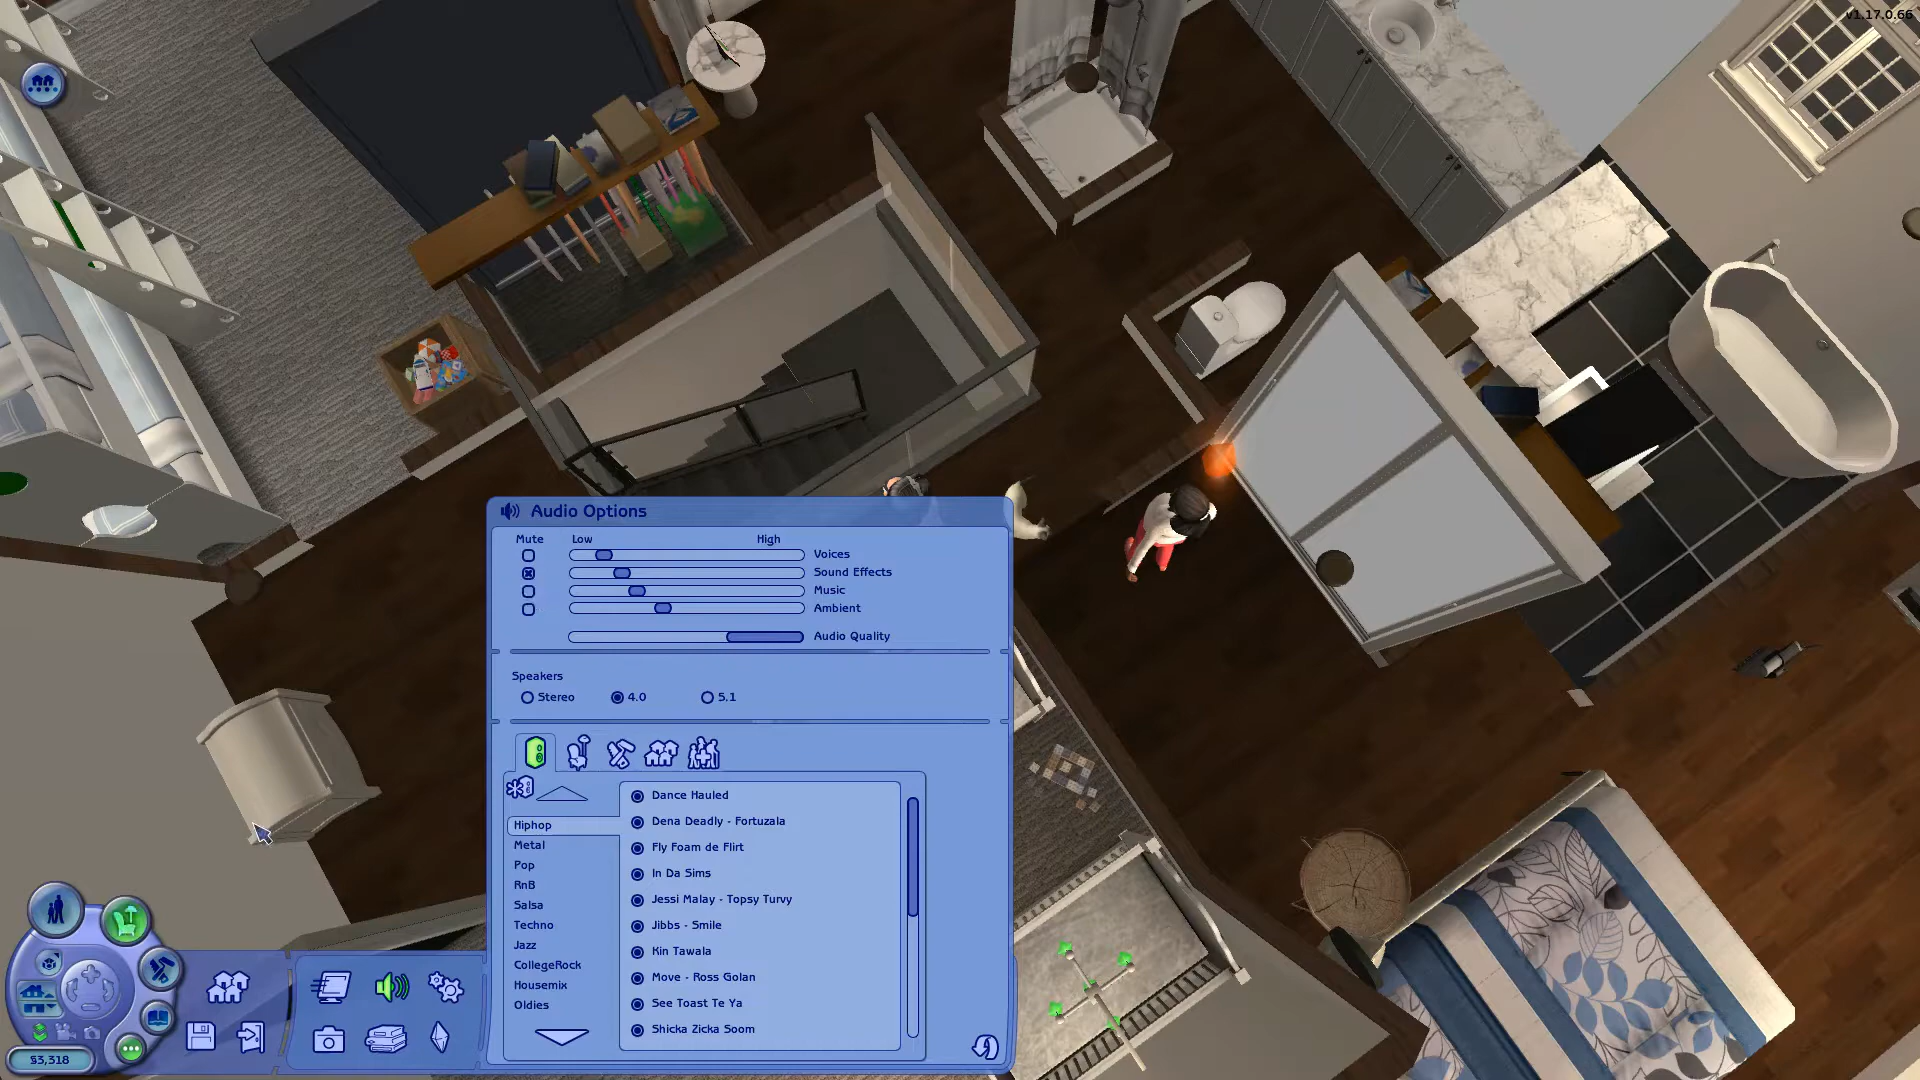 v1.17.0.66
Audio Options
Mute Low High
Voices
Sound Effects
Music
Ambient
Audio Quality
Speakers
Stereo 4.0 5.1
Hiphop
Metal
Pop
RnB
Salsa
Techno
Jazz
CollegeRock
Housemix
Oldies
Dance Hauled
Dena Deadly - Fortuzala
Fly Foam de Flirt
In Da Sims
Jessi Malay - Topsy Turvy
Jibbs - Smile
Kin Tawala
Move - Ross Golan
See Toast Te Ya
Shicka Zicka Soom
§3,318